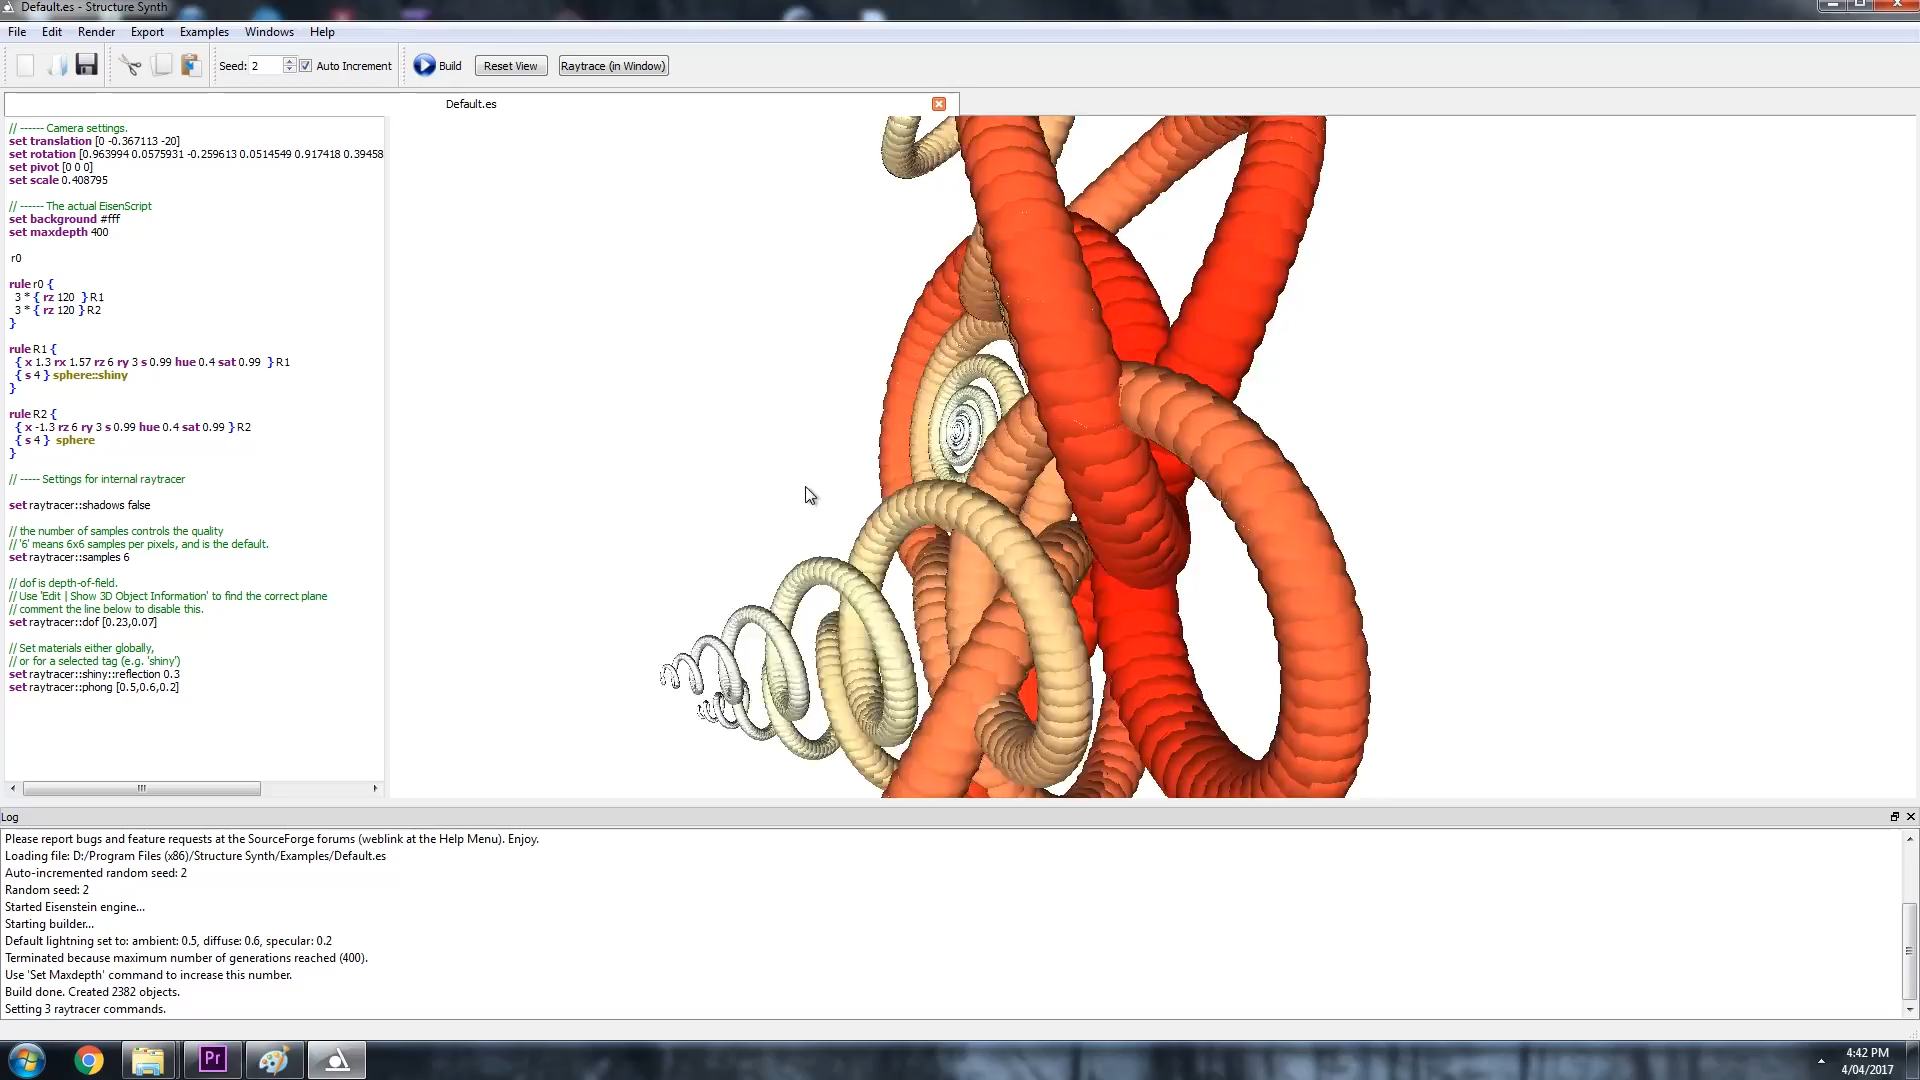 Default.es - Structure Synth
File Edit Render Export Examples Windows Help
Seed: 2 Auto Increment Build Reset View Raytrace (in Window)
Default.es
// ------ Camera settings.
set translation [0 -0.367113 -20]
set rotation [0.963994 0.0575931 -0.259613 0.0514549 0.917418 0.39458
set pivot [0 0 0]
set scale 0.408795
// ------ The actual EisenScript
set background #fff
set maxdepth 400
r0
rule r0 {
3 * { rz 120 } R1
3 * { rz 120 } R2
}
rule R1 {
{ x 1.3 rx 1.57 rz 6 ry 3 s 0.99 hue 0.4 sat 0.99 } R1
{ s 4 } sphere::shiny
}
rule R2 {
{ x -1.3 rz 6 ry 3 s 0.99 hue 0.4 sat 0.99 } R2
{ s 4 } sphere
}
// ----- Settings for internal raytracer
set raytracer::shadows false
// the number of samples controls the quality
// '6' means 6x6 samples per pixels, and is the default.
set raytracer::samples 6
// dof is depth-of-field.
// Use 'Edit | Show 3D Object Information' to find the correct plane
// comment the line below to disable this.
set raytracer::dof [0.23,0.07]
// Set materials either globally,
// or for a selected tag (e.g. 'shiny')
set raytracer::shiny::reflection 0.3
set raytracer::phong [0.5,0.6,0.2]
Log
Please report bugs and feature requests at the SourceForge forums (weblink at the Help Menu). Enjoy.
Loading file: D:/Program Files (x86)/Structure Synth/Examples/Default.es
Auto-incremented random seed: 2
Random seed: 2
Started Eisenstein engine...
Starting builder...
Default lightning set to: ambient: 0.5, diffuse: 0.6, specular: 0.2
Terminated because maximum number of generations reached (400).
Use 'Set Maxdepth' command to increase this number.
Build done. Created 2382 objects.
Setting 3 raytracer commands.
Pr
4:42 PM
4/04/2017